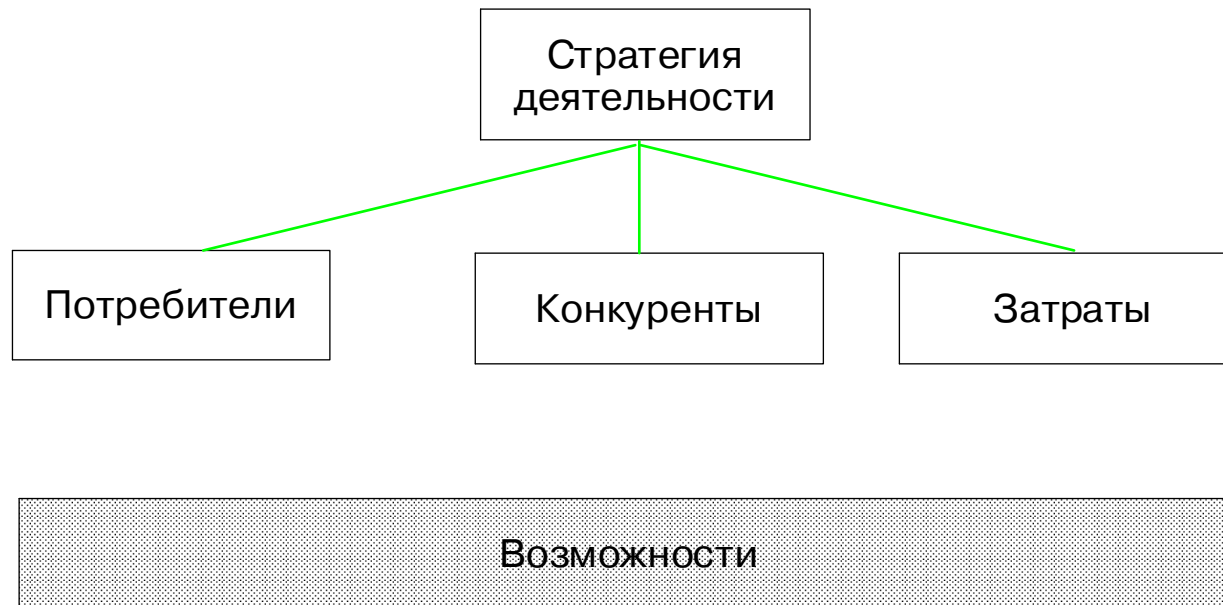 Стратегия
деятельности
Потребители
Конкуренты
Затраты
Возможности